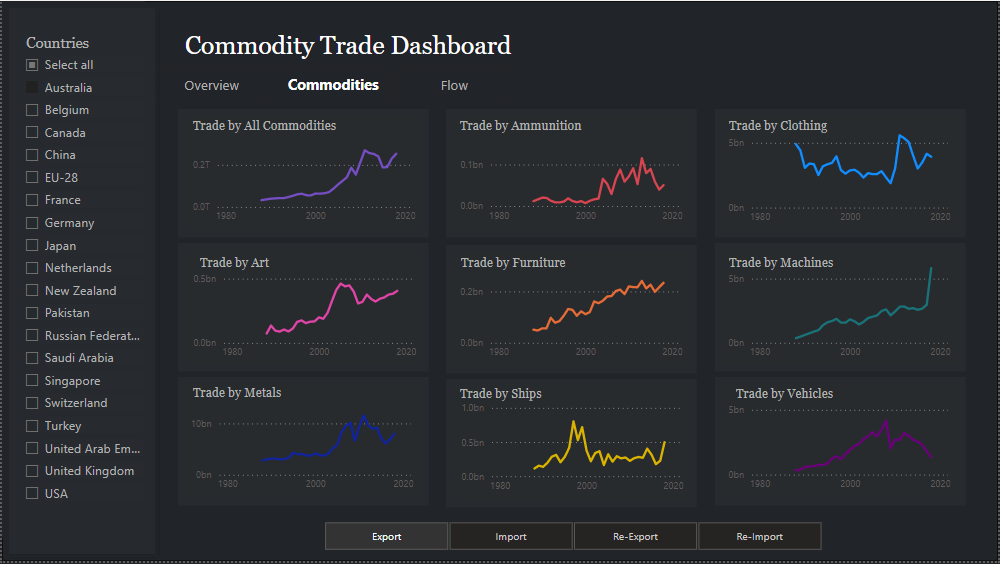 Countries
Select all
Australia
Belgium
Canada
China
EU-28
France
Germany
Japan
Netherlands
New Zealand
Pakistan
Russian Federat...
Saudi Arabia
Singapore
Switzerland
Turkey
United Arab Em...
United Kingdom
USA
Commodity Trade Dashboard
Overview Commodities Flow
Trade by All Commodities
0.2T
0.0T
1980 2000 2020
Trade by Ammunition
0.1bn
0.0bn
1980 2000 2020
Trade by Clothing
5bn
0bn
1980 2000 2020
Trade by Art
0.5bn
0.0bn
1980 2000 2020
Trade by Furniture
0.2bn
0.0bn
1980 2000 2020
Trade by Machines
5bn
0bn
1980 2000 2020
Trade by Metals
10bn
0bn
1980 2000 2020
Trade by Ships
1.0bn
0.5bn
0.0bn
1980 2000 2020
Trade by Vehicles
5bn
0bn
1980 2000 2020
Export Import Re-Export Re-Import